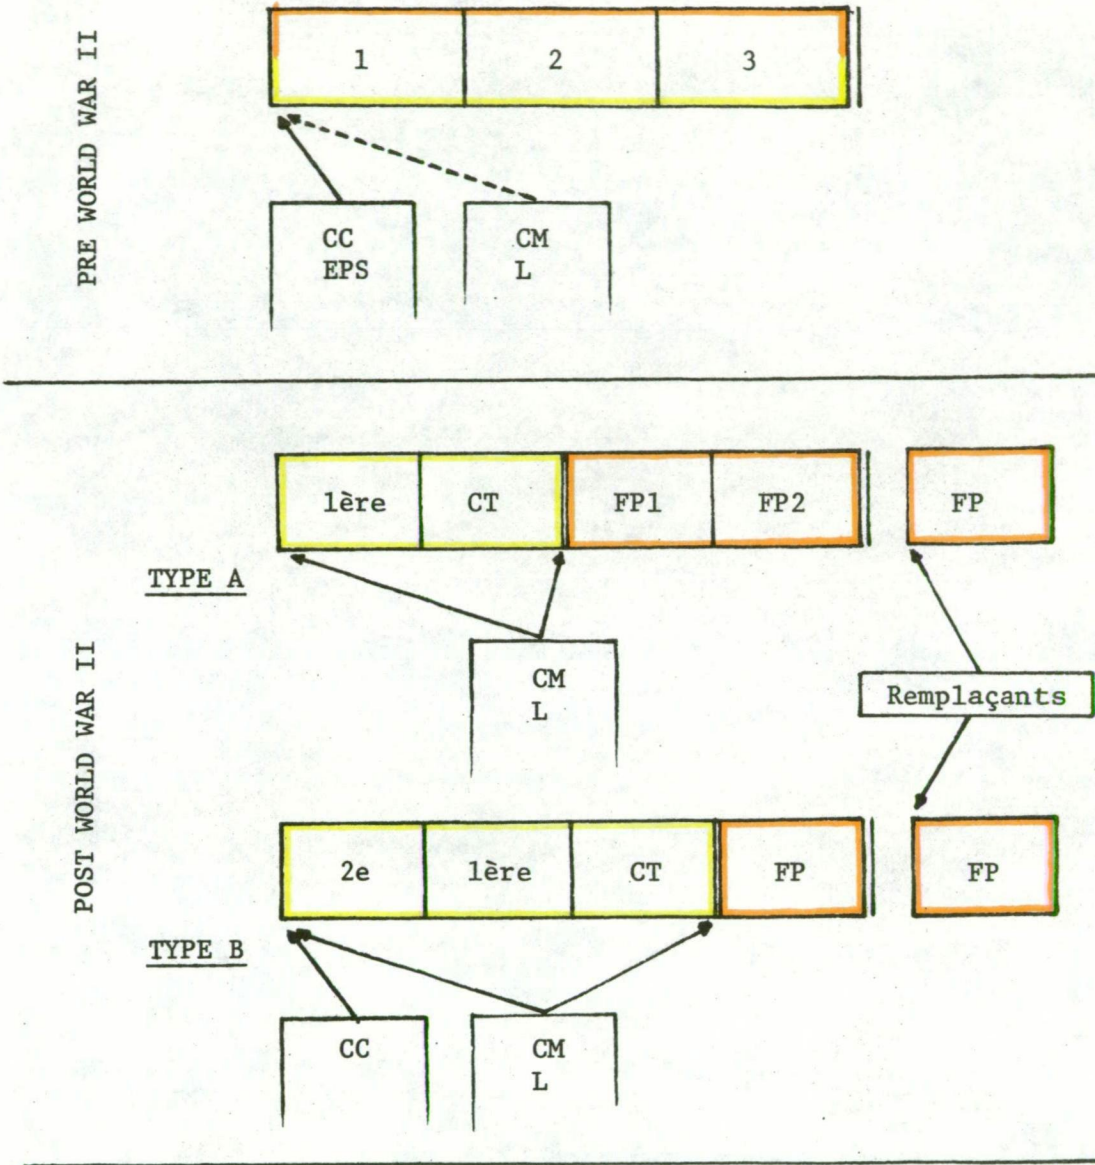 PRE WORLD WAR II
1 2 3
CC
EPS
CM
L
POST WORLD WAR II
1ère CT FP1 FP2 FP
TYPE A
CM
L
Remplaçants
2e 1ère CT FP FP
TYPE B
CC
CM
L